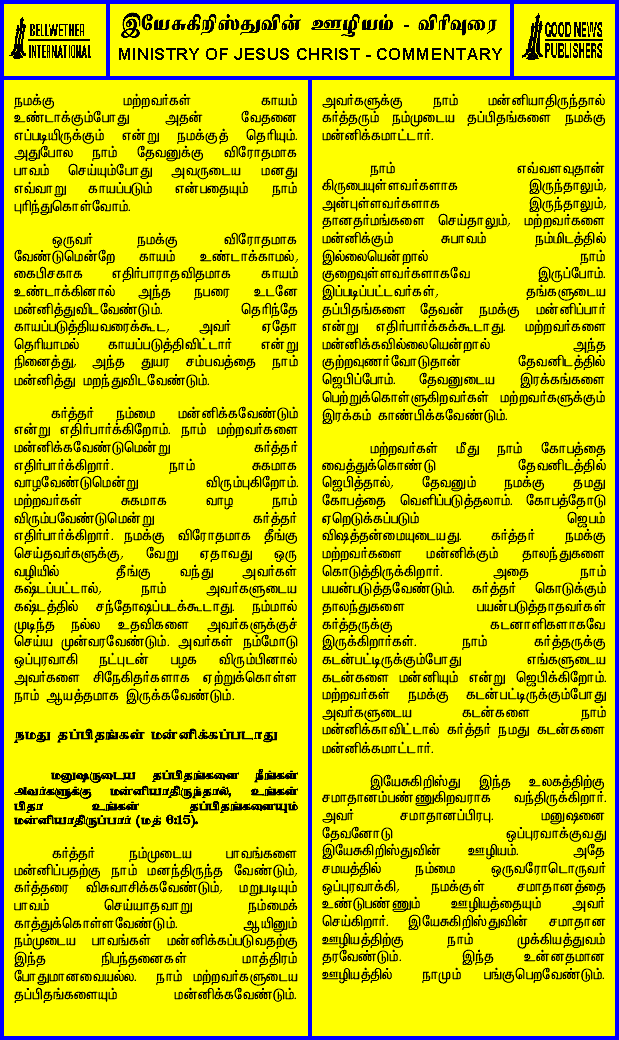 BELLWETHER
INTERNATIONAL
இயேசுகிறிஸ்துவின் ஊழியம் - விரிவுரை
MINISTRY OF JESUS CHRIST - COMMENTARY
GOOD NEWS
PUBLISHERS
நமக்கு மற்றவர்கள் காயம்
உண்டாக்கும்போது அதன் வேதனை
எப்படியிருக்கும் என்று நமக்குத் தெரியும்.
அதுபோல நாம் தேவனுக்கு விரோதமாக
பாவம் செய்யும்போது அவருடைய மனது
எவ்வாறு காயப்படும் என்பதையும் நாம்
புரிந்துகொள்வோம்.
ஒருவர் நமக்கு விரோதமாக
வேண்டுமென்றே காயம் உண்டாக்காமல்,
கைபிசகாக எதிர்பாராதவிதமாக காயம்
உண்டாக்கினால் அந்த நபரை உடனே
மன்னித்துவிடவேண்டும். தெரிந்தே
காயப்படுத்தியவரைக்கூட, அவர் ஏதோ
தெரியாமல் காயப்படுத்திவிட்டார் என்று
நினைத்து, அந்த துயர சம்பவத்தை நாம்
மன்னித்து மறந்துவிடவேண்டும்.
கர்த்தர் நம்மை மன்னிக்கவேண்டும்
என்று எதிர்பார்க்கிறோம். நாம் மற்றவர்களை
மன்னிக்கவேண்டுமென்று கர்த்தர்
எதிர்பார்க்கிறார். நாம் சுகமாக
வாழவேண்டுமென்று விரும்புகிறோம்.
மற்றவர்கள் சுகமாக வாழ நாம்
விரும்பவேண்டுமென்று கர்த்தர்
எதிர்பார்க்கிறார். நமக்கு விரோதமாக தீங்கு
செய்தவர்களுக்கு, வேறு ஏதாவது ஒரு
வழியில் தீங்கு வந்து அவர்கள்
கஷ்டப்பட்டால், நாம் அவர்களுடைய
கஷ்டத்தில் சந்தோஷப்படக்கூடாது. நம்மால்
முடிந்த நல்ல உதவிகளை அவர்களுக்குச்
செய்ய முன்வரவேண்டும். அவர்கள் நம்மோடு
ஒப்புரவாகி நட்புடன் பழக விரும்பினால்
அவர்களை சிநேகிதர்களாக ஏற்றுக்கொள்ள
நாம் ஆயத்தமாக இருக்கவேண்டும்.
நமது தப்பிதங்கள் மன்னிக்கப்படாது
மனுஷருடைய தப்பிதங்களை நீங்கள்
அவர்களுக்கு மன்னியாதிருந்தால், உங்கள்
பிதா உங்கள் தப்பிதங்களையும்
மன்னியாதிருப்பார் (மத் 6:15).
கர்த்தர் நம்முடைய பாவங்களை
மன்னிப்பதற்கு நாம் மனந்திருந்த வேண்டும்,
கர்த்தரை விசுவாசிக்கவேண்டும், மறுபடியும்
பாவம் செய்யாதவாறு நம்மைக்
காத்துக்கொள்ளவேண்டும். ஆயினும்
நம்முடைய பாவங்கள் மன்னிக்கப்படுவதற்கு
இந்த நிபந்தனைகள் மாத்திரம்
போதுமானவையல்ல. நாம் மற்றவர்களுடைய
தப்பிதங்களையும் மன்னிக்கவேண்டும்.
அவர்களுக்கு நாம் மன்னியாதிருந்தால்
கர்த்தரும் நம்முடைய தப்பிதங்களை நமக்கு
மன்னிக்கமாட்டார்.
நாம் எவ்வளவுதான்
கிருபையுள்ளவர்களாக இருந்தாலும்,
அன்புள்ளவர்களாக இருந்தாலும்,
தானதர்மங்களை செய்தாலும், மற்றவர்களை
மன்னிக்கும் சுபாவம் நம்மிடத்தில்
இல்லையென்றால் நாம்
குறைவுள்ளவர்களாகவே இருப்போம்.
இப்படிப்பட்டவர்கள், தங்களுடைய
தப்பிதங்களை தேவன் நமக்கு மன்னிப்பார்
என்று எதிர்பார்க்கக்கூடாது. மற்றவர்களை
மன்னிக்கவில்லையென்றால் அந்த
குற்றவுணர்வோடுதான் தேவனிடத்தில்
ஜெபிப்போம். தேவனுடைய இரக்கங்களை
பெற்றுக்கொள்ளுகிறவர்கள் மற்றவர்களுக்கும்
இரக்கம் காண்பிக்கவேண்டும்.
மற்றவர்கள் மீது நாம் கோபத்தை
வைத்துக்கொண்டு தேவனிடத்தில்
ஜெபித்தால், தேவனும் நமக்கு தமது
கோபத்தை வெளிப்படுத்தலாம். கோபத்தோடு
ஏறெடுக்கப்படும் ஜெபம்
விஷத்தன்மையுடையது. கர்த்தர் நமக்கு
மற்றவர்களை மன்னிக்கும் தாலந்துகளை
கொடுத்திருக்கிறார். அதை நாம்
பயன்படுத்தவேண்டும். கர்த்தர் கொடுக்கும்
தாலந்துகளை பயன்படுத்தாதவர்கள்
கர்த்தருக்கு கடனாளிகளாகவே
இருக்கிறார்கள். நாம் கர்த்தருக்கு
கடன்பட்டிருக்கும்போது எங்களுடைய
கடன்களை மன்னியும் என்று ஜெபிக்கிறோம்.
மற்றவர்கள் நமக்கு கடன்பட்டிருக்கும்போது
அவர்களுடைய கடன்களை நாம்
மன்னிக்காவிட்டால் கர்த்தர் நமது கடன்களை
மன்னிக்கமாட்டார்.
இயேசுகிறிஸ்து இந்த உலகத்திற்கு
சமாதானம்பண்ணுகிறவராக வந்திருக்கிறார்.
அவர் சமாதானப்பிரபு. மனுஷனை
தேவனோடு ஒப்புரவாக்குவது
இயேசுகிறிஸ்துவின் ஊழியம். அதே
சமயத்தில் நம்மை ஒருவரோடொருவர்
ஒப்புரவாக்கி, நமக்குள் சமாதானத்தை
உண்டுபண்ணும் ஊழியத்தையும் அவர்
செய்கிறார். இயேசுகிறிஸ்துவின் சமாதான
ஊழியத்திற்கு நாம் முக்கியத்துவம்
தரவேண்டும். இந்த உன்னதமான
ஊழியத்தில் நாமும் பங்குபெறவேண்டும்.